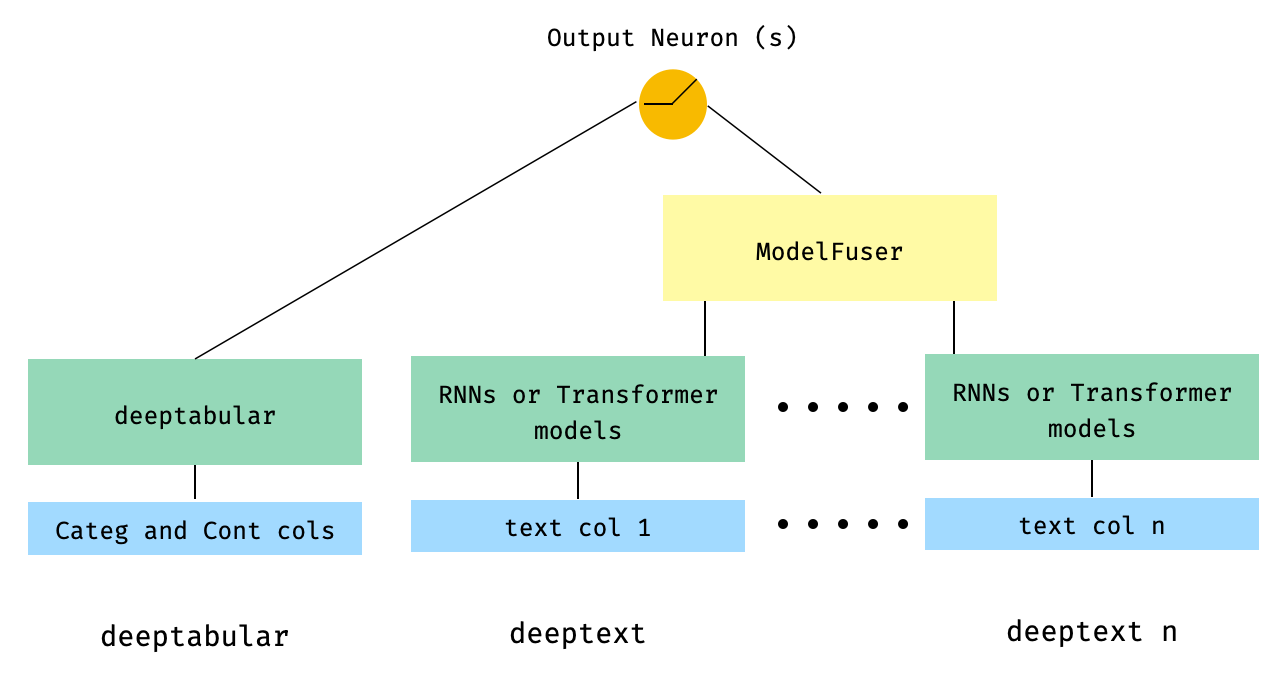 Output Neuron (s)
ModelFuser
deeptabular
RNNs or Transformer
models
RNNs or Transformer
models
Categ and Cont cols
text col 1
text col n
deeptabular
deeptext
deeptext n